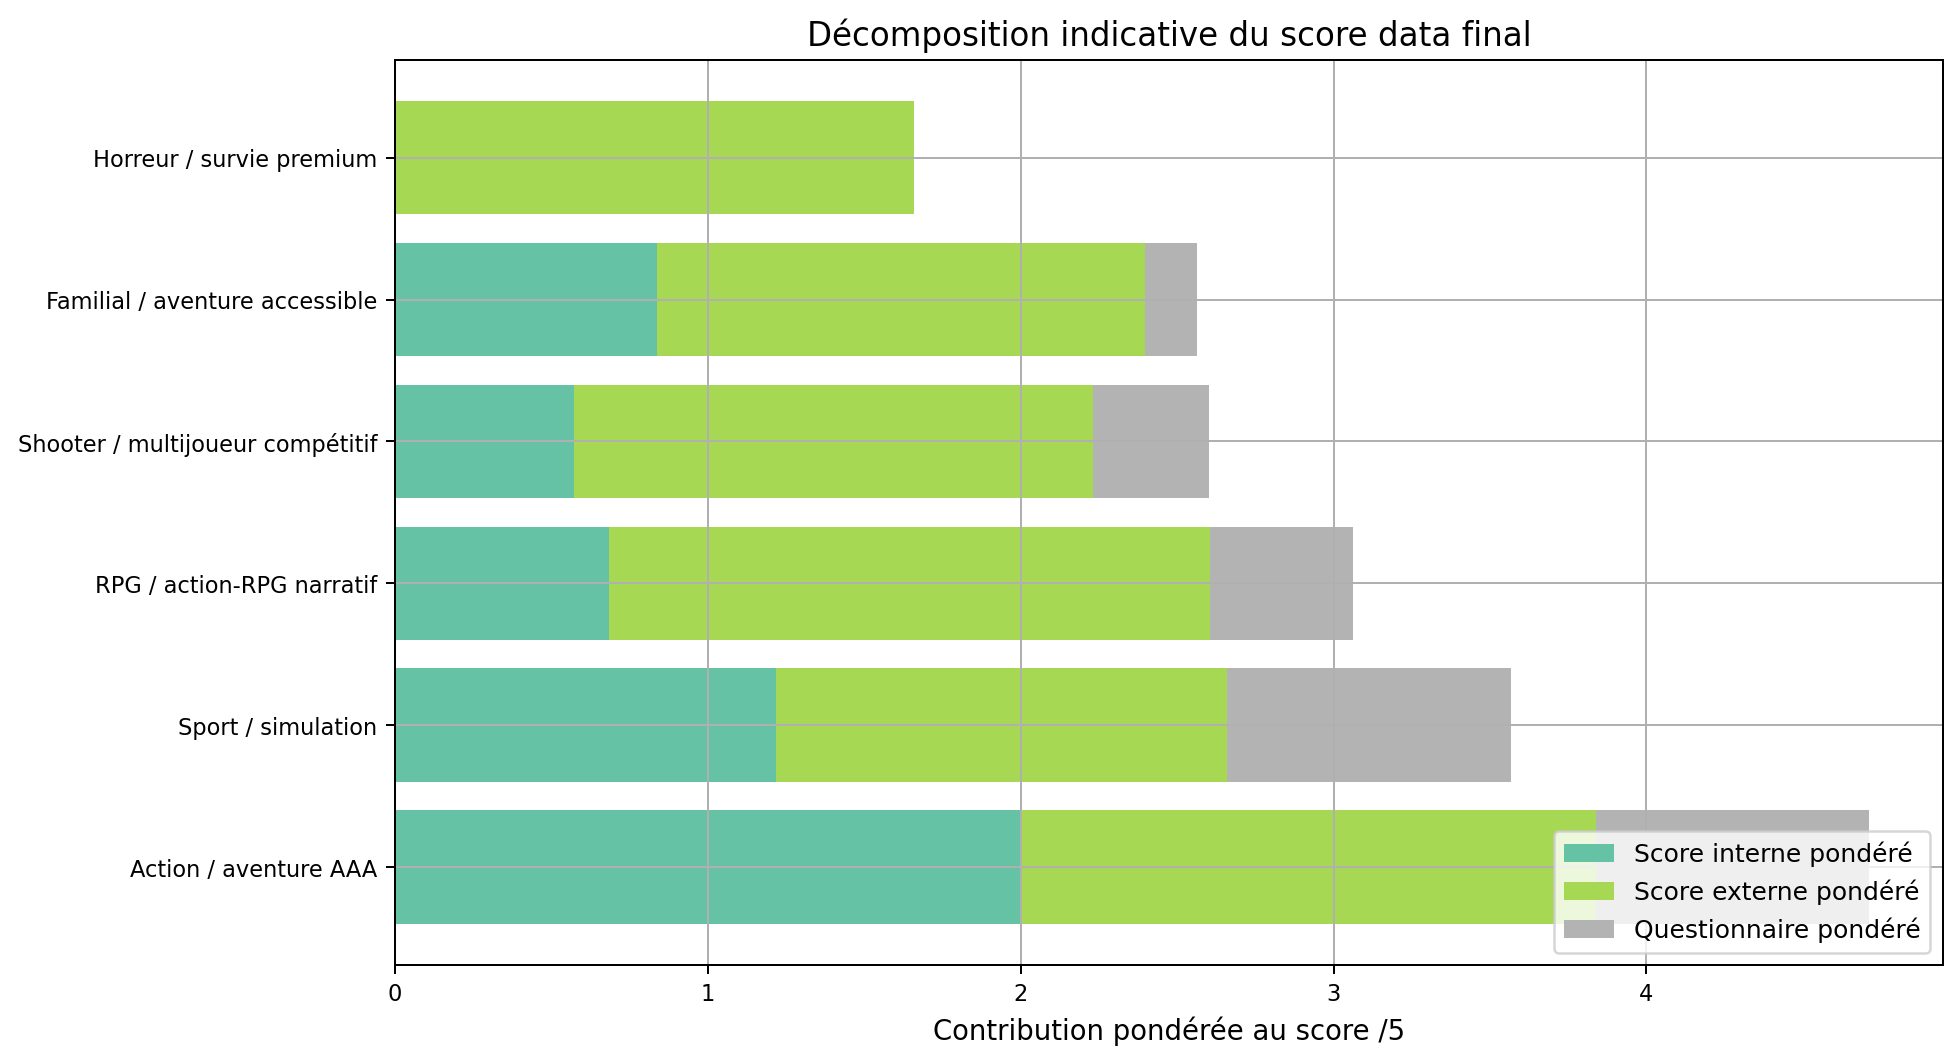 Décomposition indicative du score data final
Horreur / survie premium
Familial / aventure accessible
Shooter / multijoueur compétitif
RPG / action-RPG narratif
Sport / simulation
Action / aventure AAA
Score interne pondéré
Score externe pondéré
Questionnaire pondéré
0 1 2 3 4
Contribution pondérée au score /5